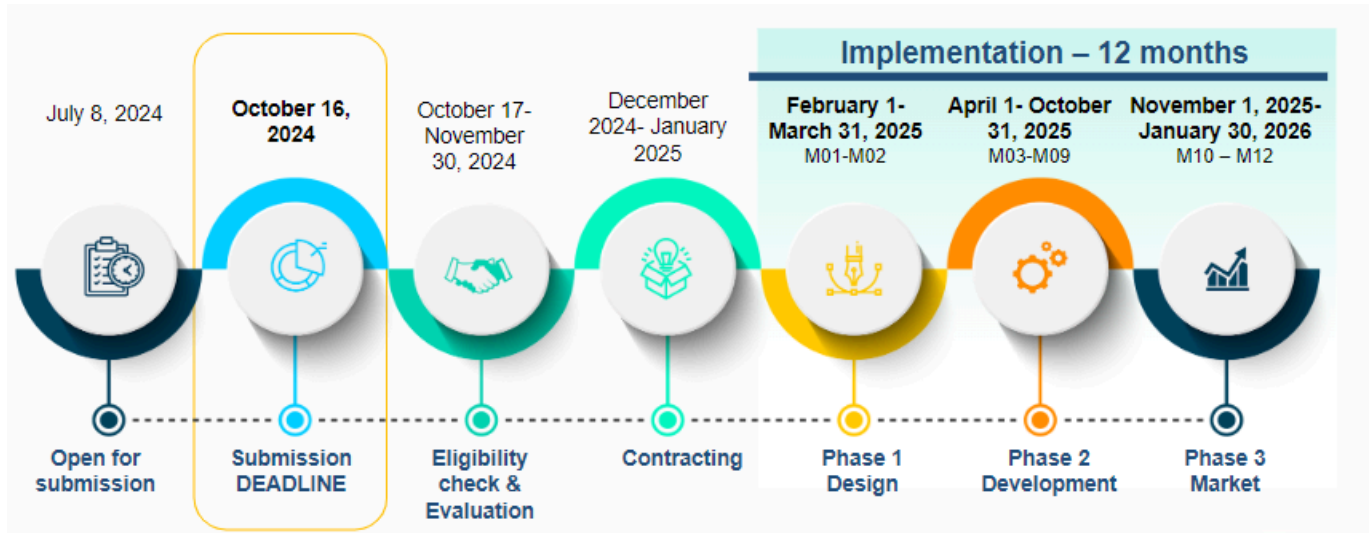 Implementation – 12 months
July 8, 2024
October 16,
2024
October 17-
November
30, 2024
December
2024- January
2025
February 1-
March 31, 2025
M01-M02
April 1- October
31, 2025
M03-M09
November 1, 2025-
January 30, 2026
M10 – M12
Open for
submission
Submission
DEADLINE
Eligibility
check &
Evaluation
Contracting
Phase 1
Design
Phase 2
Development
Phase 3
Market